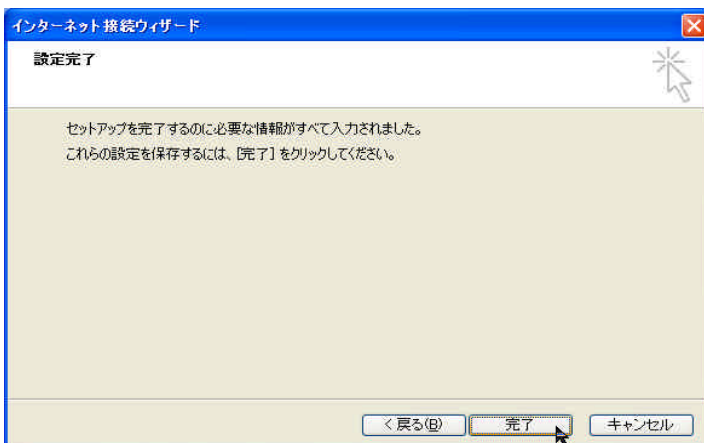 インターネット接続ウィザード
設定完了
セットアップを完了するのに必要な情報がすべて入力されました。
これらの設定を保存するには、[完了] をクリックしてください。
< 戻る(B) 完了 キャンセル